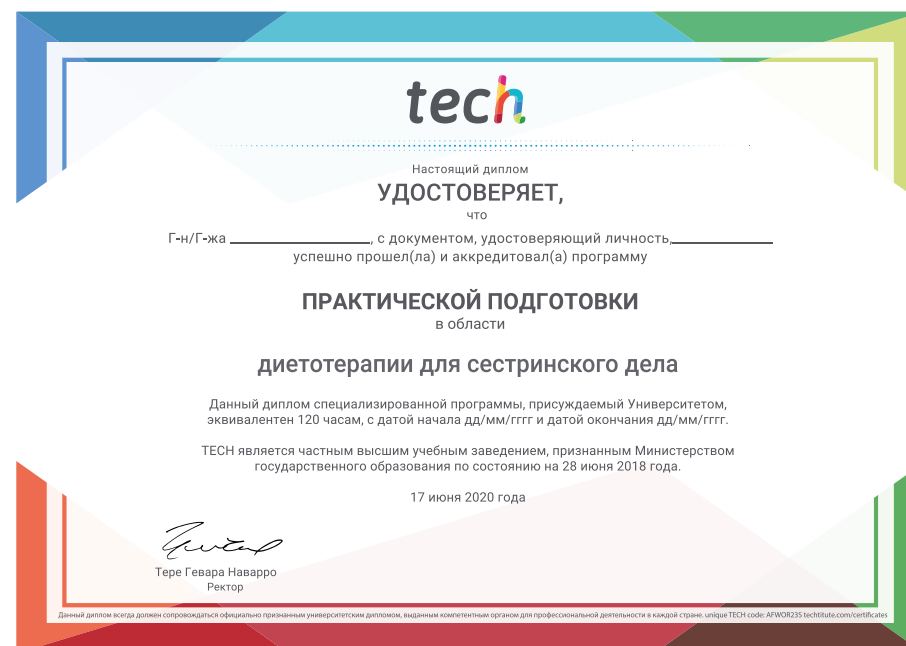 tech
Настоящий диплом
УДОСТОВЕРЯЕТ,
что
Г-н/Г-жа ____________________, с документом, удостоверяющий личность,______________
успешно прошел(ла) и аккредитовал(а) программу
ПРАКТИЧЕСКОЙ ПОДГОТОВКИ
в области
диетотерапии для сестринского дела
Данный диплом специализированной программы, присуждаемый Университетом,
эквивалентен 120 часам, с датой начала дд/мм/гггг и датой окончания дд/мм/гггг.
TECH является частным высшим учебным заведением, признанным Министерством
государственного образования по состоянию на 28 июня 2018 года.
17 июня 2020 года
Тере Гевара Наварро
Ректор
Данный диплом всегда должен сопровождаться официально признанным университетским дипломом, выданным компетентным органом для профессиональной деятельности в каждой стране. unique TECH code: AFWOR23S techtitute.com/certificates